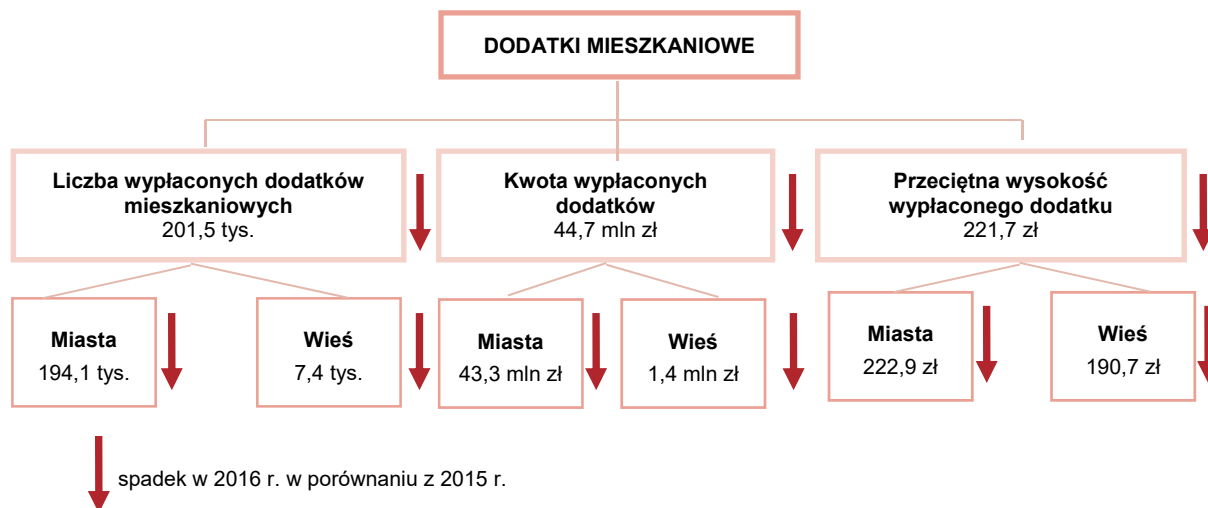 DODATKI MIESZKANIOWE
Liczba wypłaconych dodatków
mieszkaniowych
201,5 tys.
Kwota wypłaconych
dodatków
44,7 mln zł
Przeciętna wysokość
wypłaconego dodatku
221,7 zł
Miasta
194,1 tys.
Wieś
7,4 tys.
Miasta
43,3 mln zł
Wieś
1,4 mln zł
Miasta
222,9 zł
Wieś
190,7 zł
spadek w 2016 r. w porównaniu z 2015 r.